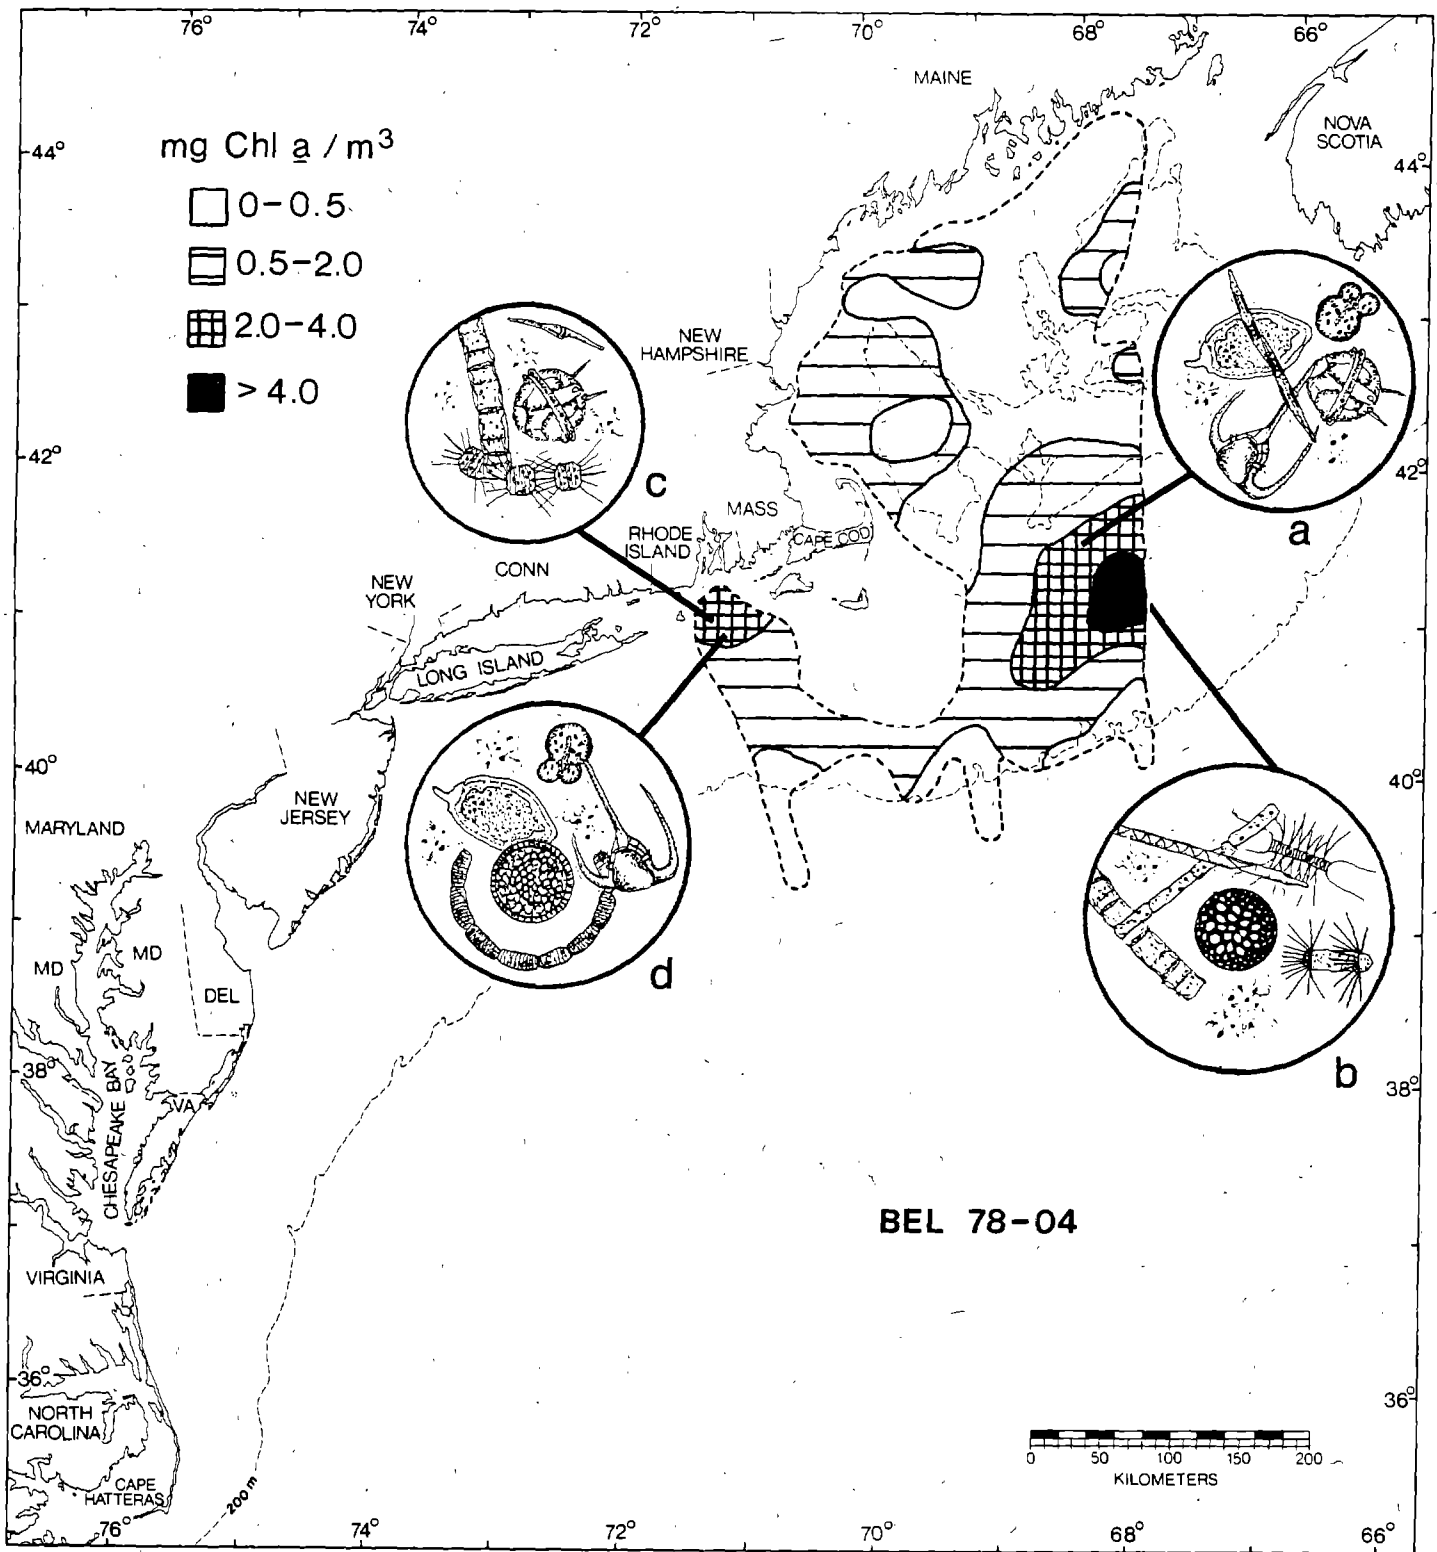 76° 74° 72° 70° 68° 66°
MAINE
NOVA
SCOTIA
mg Chl a / m³
44° 44°
0-0.5
0.5-2.0
2.0-4.0
> 4.0
NEW
HAMPSHIRE
42° 42°
c
a
MASS
RHODE
ISLAND
CAPE COD
CONN
NEW
YORK
LONG ISLAND
40° 40°
NEW
JERSEY
MARYLAND
MD
MD
d
DEL
38° 38°
b
CHESAPEAKE BAY
VA
BEL 78-04
VIRGINIA
36° 36°
NORTH
CAROLINA
0 50 100 150 200
KILOMETERS
CAPE
HATTERAS
200 m
76° 74° 72° 70° 68° 66°